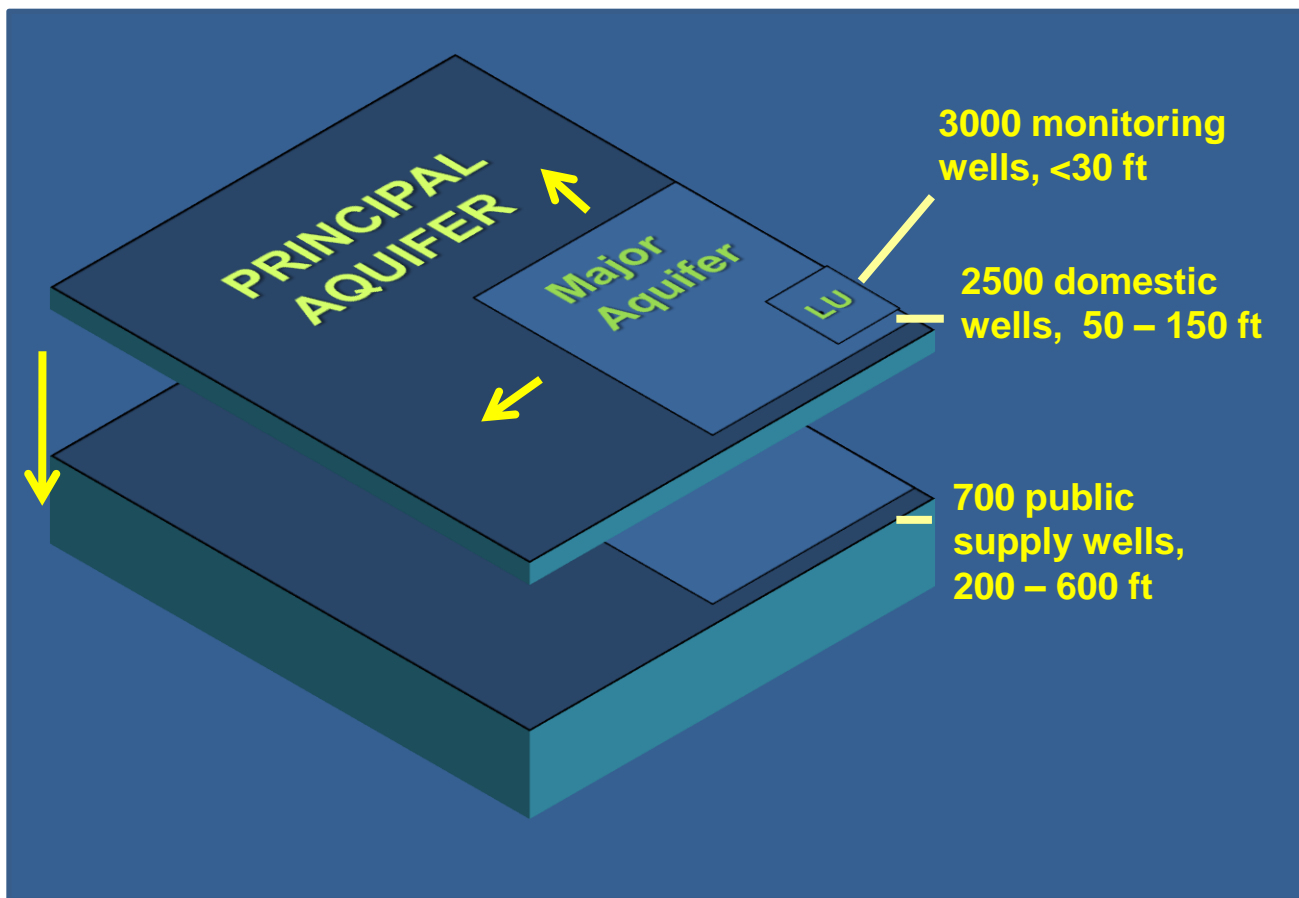 PRINCIPAL
AQUIFER
Major
Aquifer
LU
3000 monitoring
wells, <30 ft
2500 domestic
wells, 50 – 150 ft
700 public
supply wells,
200 – 600 ft